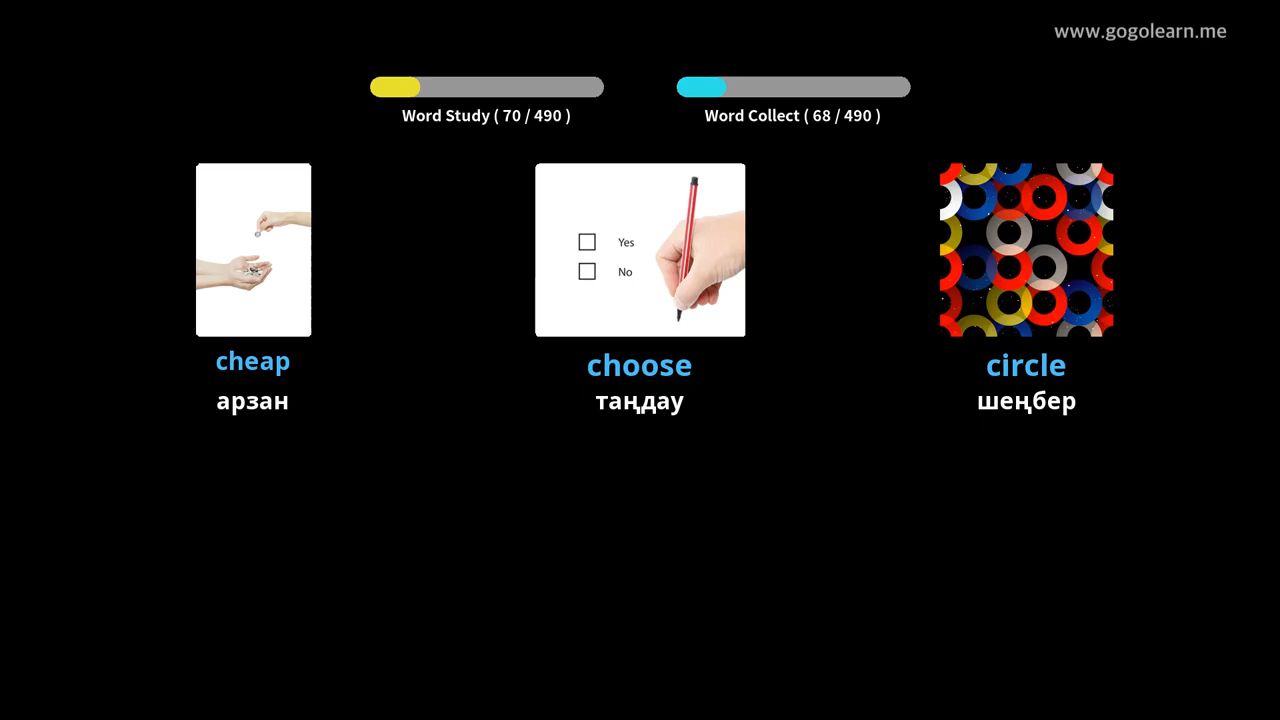 www.gogolearn.me
Word Study ( 70 / 490 )
Word Collect ( 68 / 490 )
Yes
No
cheap
арзан
choose
таңдау
circle
шеңбер